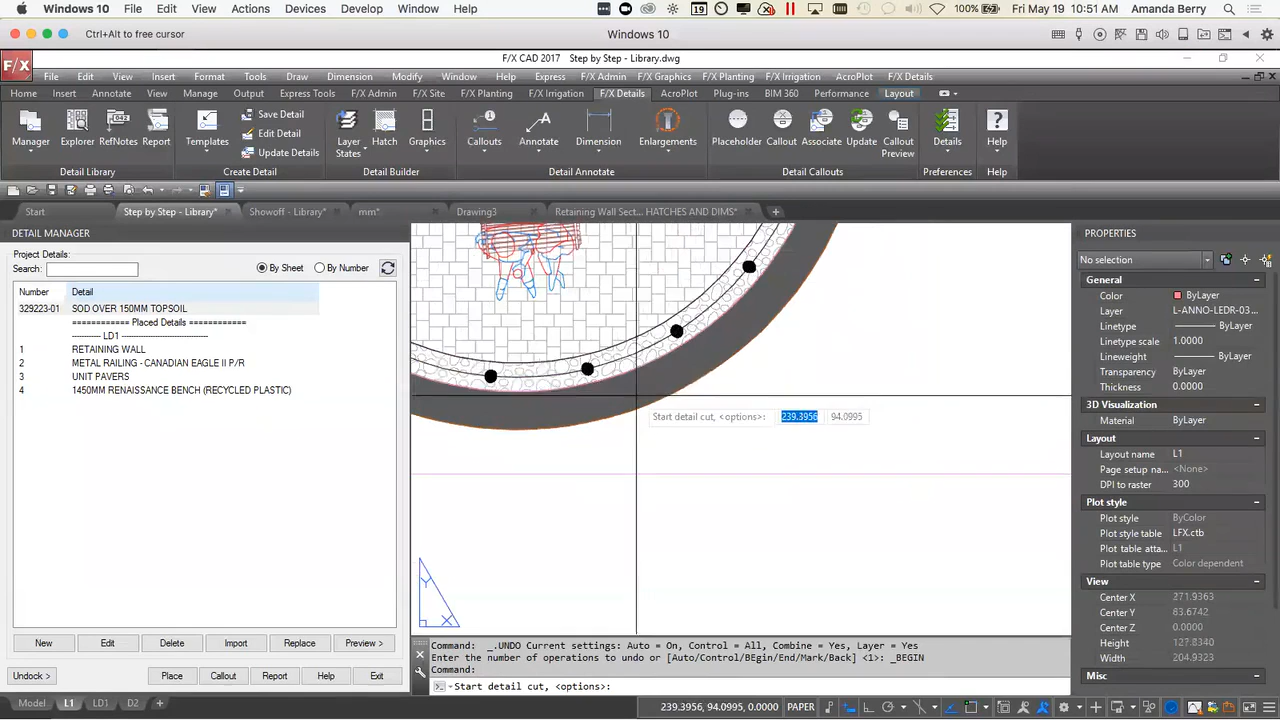 Windows 10 File Edit View Actions Devices Develop Window Help 19 100% Fri May 19 10:51 AM Amanda Berry
Ctrl+Alt to free cursor
Windows 10
F/X
F/X CAD 2017 Step by Step - Library.dwg
File Edit View Insert Format Tools Draw Dimension Modify Window Help Express F/X Admin F/X Graphics F/X Planting F/X Irrigation AcroPlot F/X Details
Home Insert Annotate View Manage Output Express Tools F/X Admin F/X Site F/X Planting F/X Irrigation F/X Details AcroPlot Plug-ins BIM 360 Performance Layout
Manager Explorer RefNotes Report
Detail Library
Templates
Save Detail
Edit Detail
Update Details
Create Detail
Layer States Hatch Graphics
Detail Builder
Callouts Annotate Dimension Enlargements
Detail Annotate
Placeholder Callout Associate Update Callout Preview
Detail Callouts
Details
Preferences
Help
Help
Start Step by Step - Library* Showoff - Library* mm* Drawing3 Retaining Wall Sect... HATCHES AND DIMS*
DETAIL MANAGER
Project Details:
Search:
By Sheet By Number
Number Detail
329223-01 SOD OVER 150MM TOPSOIL
============ Placed Details ============
---------- LD1 ------------------------------
1 RETAINING WALL
2 METAL RAILING - CANADIAN EAGLE II P/R
3 UNIT PAVERS
4 1450MM RENAISSANCE BENCH (RECYCLED PLASTIC)
New Edit Delete Import Replace Preview >
Undock > Place Callout Report Help Exit
Start detail cut, <options>: 239.3956 94.0995
Y
X
PROPERTIES
No selection
General
Color ByLayer
Layer L-ANNO-LEDR-03...
Linetype ByLayer
Linetype scale 1.0000
Lineweight ByLayer
Transparency ByLayer
Thickness 0.0000
3D Visualization
Material ByLayer
Layout
Layout name L1
Page setup na... <None>
DPI to raster 300
Plot style
Plot style ByColor
Plot style table LFX.ctb
Plot table atta... L1
Plot table type Color dependent
View
Center X 271.9363
Center Y 83.6742
Center Z 0.0000
Height 127.8340
Width 204.9323
Misc
Command: _.UNDO Current settings: Auto = On, Control = All, Combine = Yes, Layer = Yes
Enter the number of operations to undo or [Auto/Control/BEgin/End/Mark/Back] <1>: _BEGIN
Command:
Start detail cut, <options>:
Model L1 LD1 D2
239.3956, 94.0995, 0.0000 PAPER